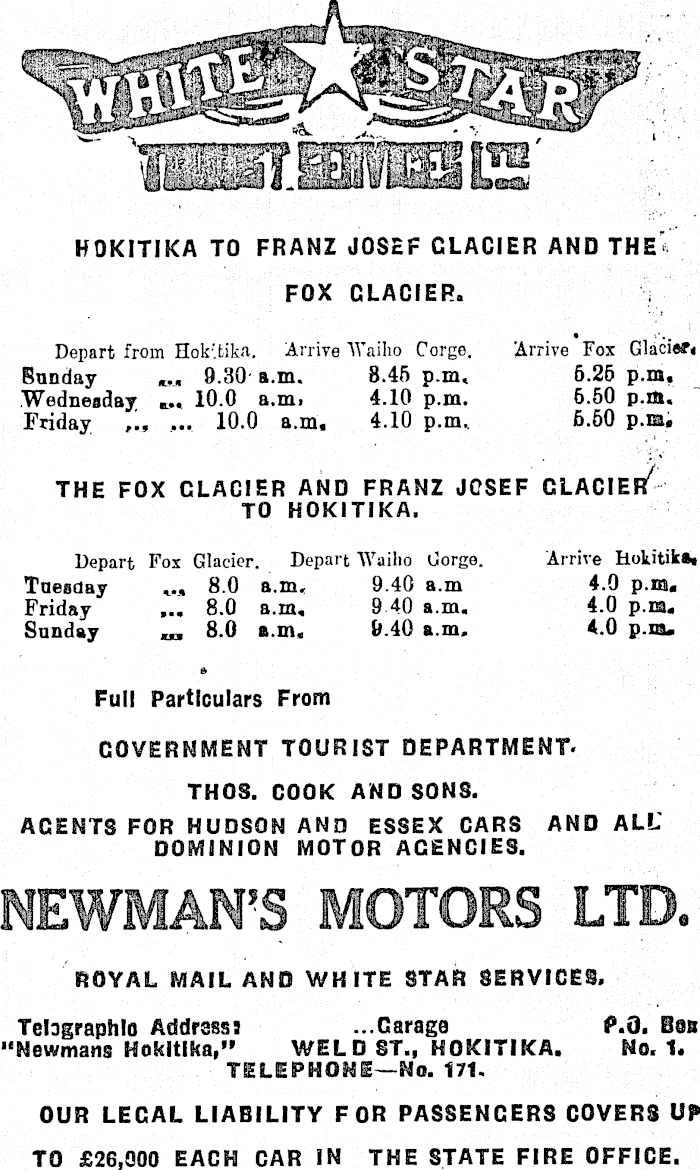 WHITE STAR
TOURIST SERVICES LTD
HOKITIKA TO FRANZ JOSEF GLACIER AND THE
FOX GLACIER.
Depart from Hokitika. Arrive Waiho Gorge. Arrive Fox Glacier.
Sunday ... 9.30 a.m. 3.45 p.m. 5.25 p.m.
Wednesday ... 10.0 a.m. 4.10 p.m. 5.50 p.m.
Friday ... ... 10.0 a.m. 4.10 p.m. 5.50 p.m.
THE FOX GLACIER AND FRANZ JOSEF GLACIER
TO HOKITIKA.
Depart Fox Glacier. Depart Waiho Gorge. Arrive Hokitika.
Tuesday ... 8.0 a.m. 9.40 a.m 4.0 p.m.
Friday ... 8.0 a.m. 9.40 a.m. 4.0 p.m.
Sunday ... 8.0 a.m. 9.40 a.m. 4.0 p.m.
Full Particulars From
GOVERNMENT TOURIST DEPARTMENT.
THOS. COOK AND SONS.
AGENTS FOR HUDSON AND ESSEX CARS AND ALL
DOMINION MOTOR AGENCIES.
NEWMAN'S MOTORS LTD.
ROYAL MAIL AND WHITE STAR SERVICES.
Telegraphic Address: ...Garage P.O. Box
"Newmans Hokitika," WELD ST., HOKITIKA. No. 1.
TELEPHONE—No. 171.
OUR LEGAL LIABILITY FOR PASSENGERS COVERS UP
TO £26,000 EACH CAR IN THE STATE FIRE OFFICE.